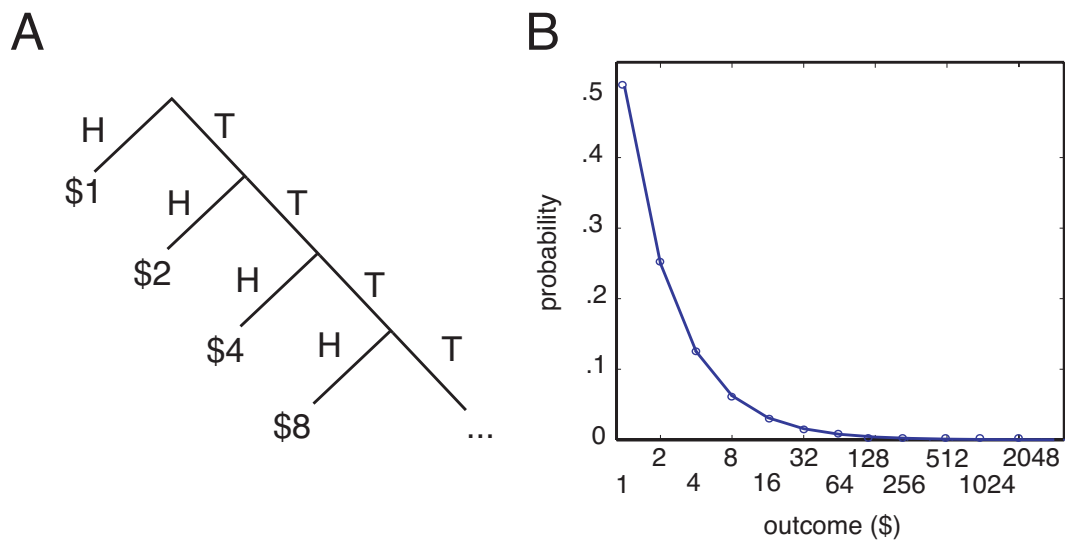 A
H T
$1
H T
$2
H T
$4
H T
$8
...
B
probability
.5
.4
.3
.2
.1
0
2 8 32 128 512 2048
1 4 16 64 256 1024
outcome ($)